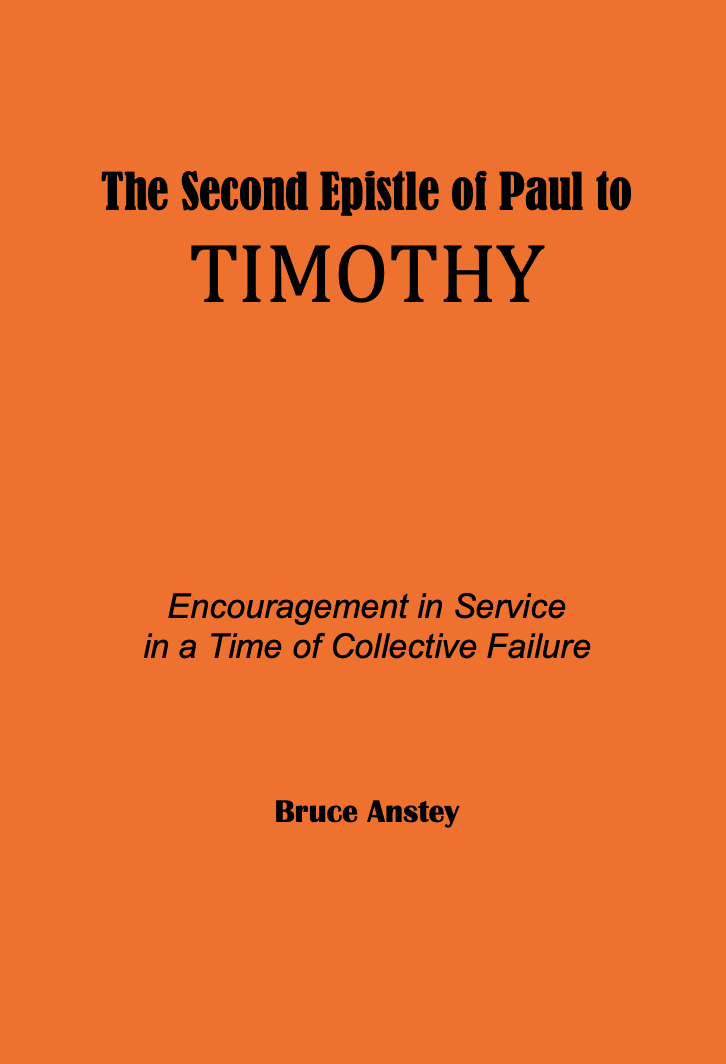 The Second Epistle of Paul to
TIMOTHY
Encouragement in Service
in a Time of Collective Failure
Bruce Anstey